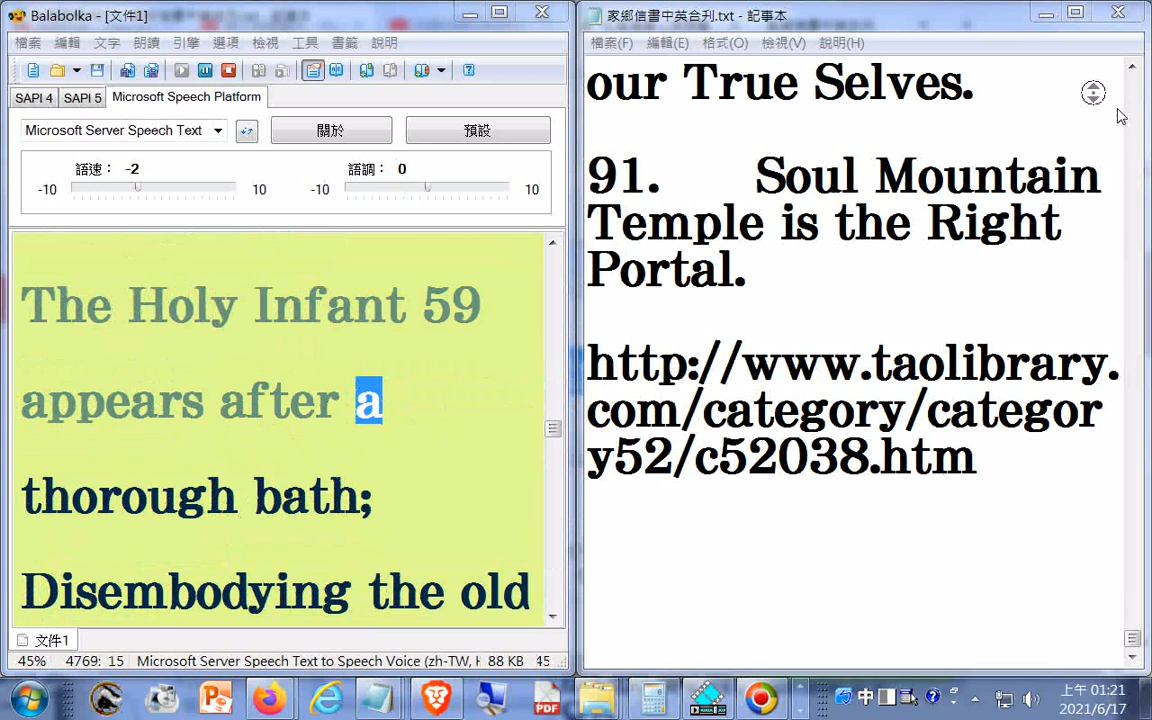 Balabolka - [文件1]
檔案 編輯 文字 朗讀 引擎 選項 檢視 工具 書籤 說明
SAPI 4 SAPI 5 Microsoft Speech Platform
Microsoft Server Speech Text 關於 預設
語速： -2 語調： 0
-10 10 -10 10
The Holy Infant 59
appears after a
thorough bath;
Disembodying the old
文件1
45% 4769: 15 Microsoft Server Speech Text to Speech Voice (zh-TW, H 88 KB 45
家鄉信書中英合刋.txt - 記事本
檔案(F) 編輯(E) 格式(O) 檢視(V) 說明(H)
our True Selves.
91. Soul Mountain
Temple is the Right
Portal.
http://www.taolibrary.
com/category/categor
y52/c52038.htm
PDF
中
上午 01:21
2021/6/17